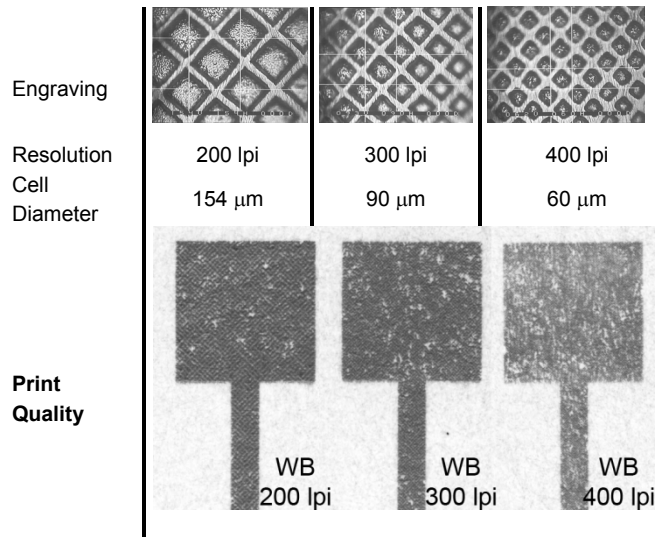 Engraving
Resolution 200 lpi 300 lpi 400 lpi
Cell
Diameter 154 μm 90 μm 60 μm
Print
Quality
WB WB WB
200 lpi 300 lpi 400 lpi